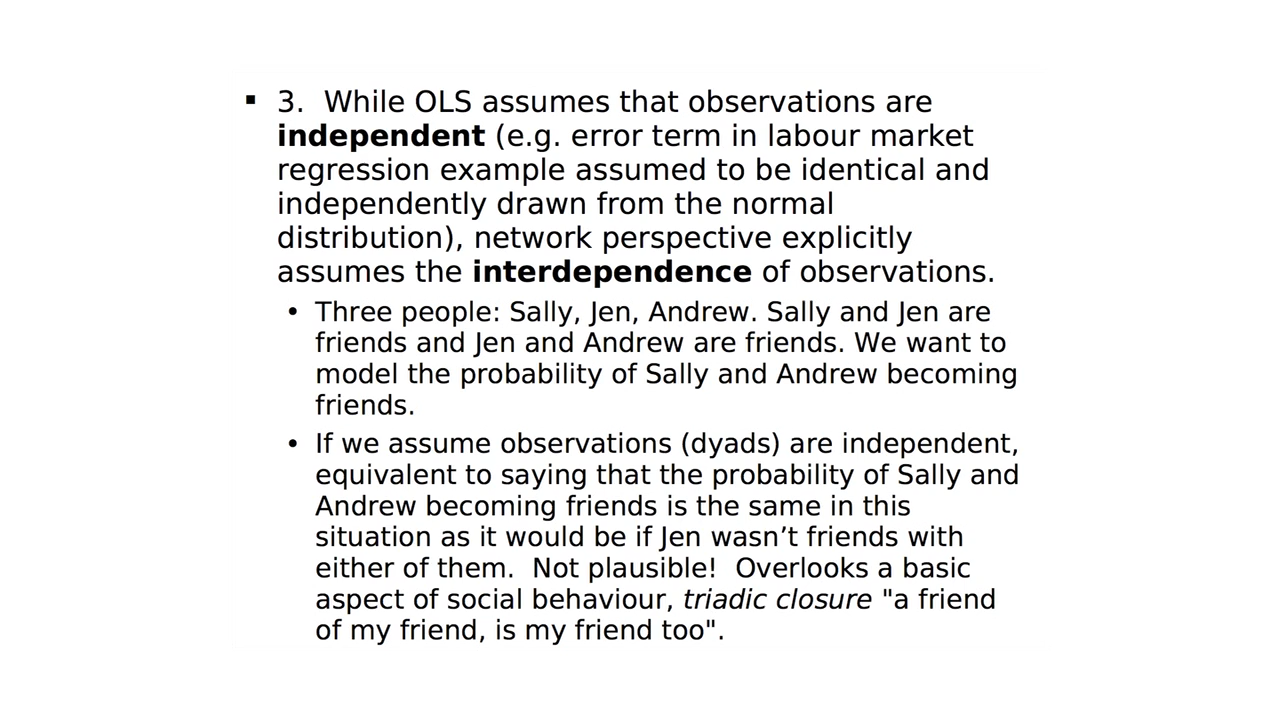 ▪ 3.  While OLS assumes that observations are
independent (e.g. error term in labour market
regression example assumed to be identical and
independently drawn from the normal
distribution), network perspective explicitly
assumes the interdependence of observations.
• Three people: Sally, Jen, Andrew. Sally and Jen are
friends and Jen and Andrew are friends. We want to
model the probability of Sally and Andrew becoming
friends.
• If we assume observations (dyads) are independent,
equivalent to saying that the probability of Sally and
Andrew becoming friends is the same in this
situation as it would be if Jen wasn’t friends with
either of them.  Not plausible!  Overlooks a basic
aspect of social behaviour, triadic closure "a friend
of my friend, is my friend too".